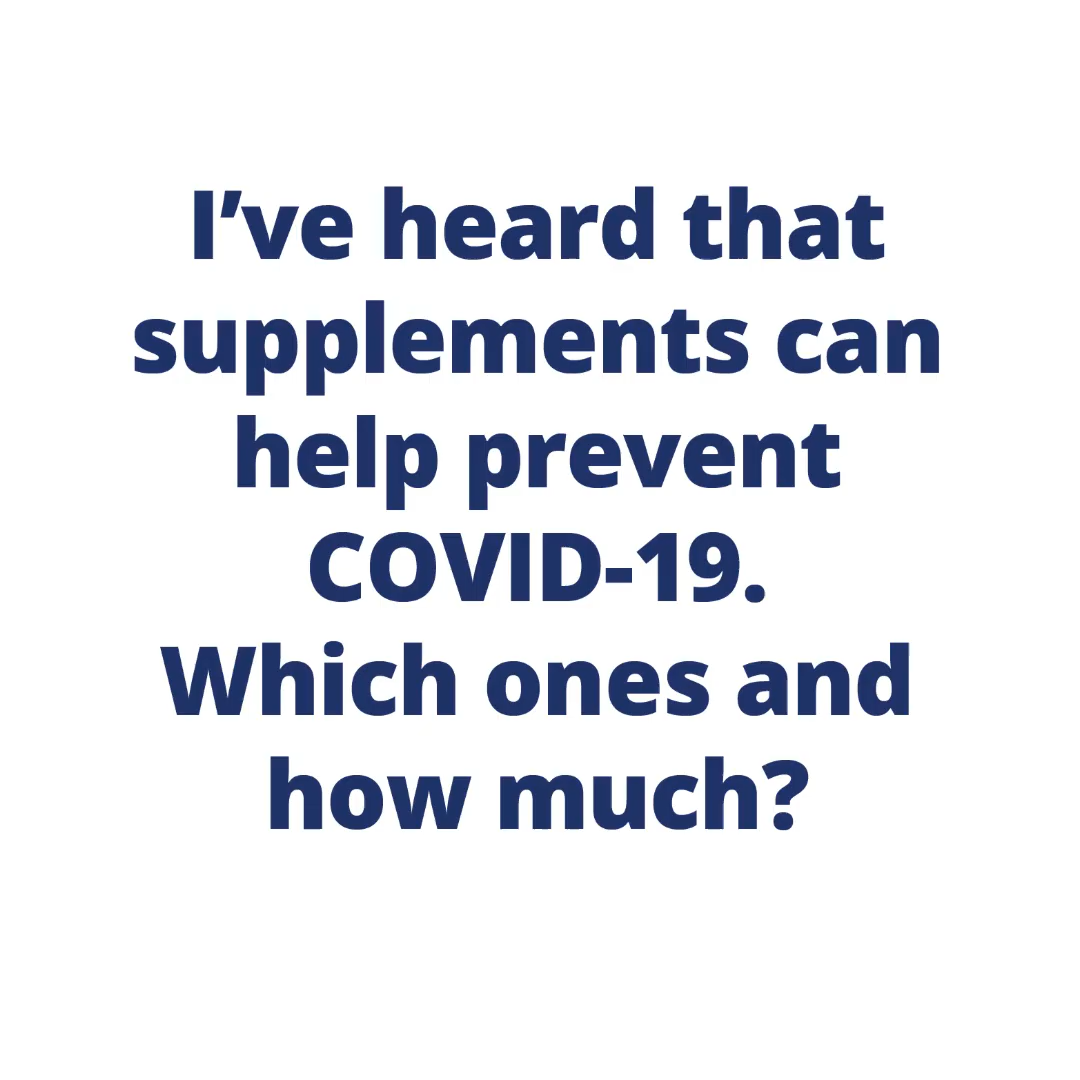 I’ve heard that
supplements can
help prevent
COVID-19.
Which ones and
how much?